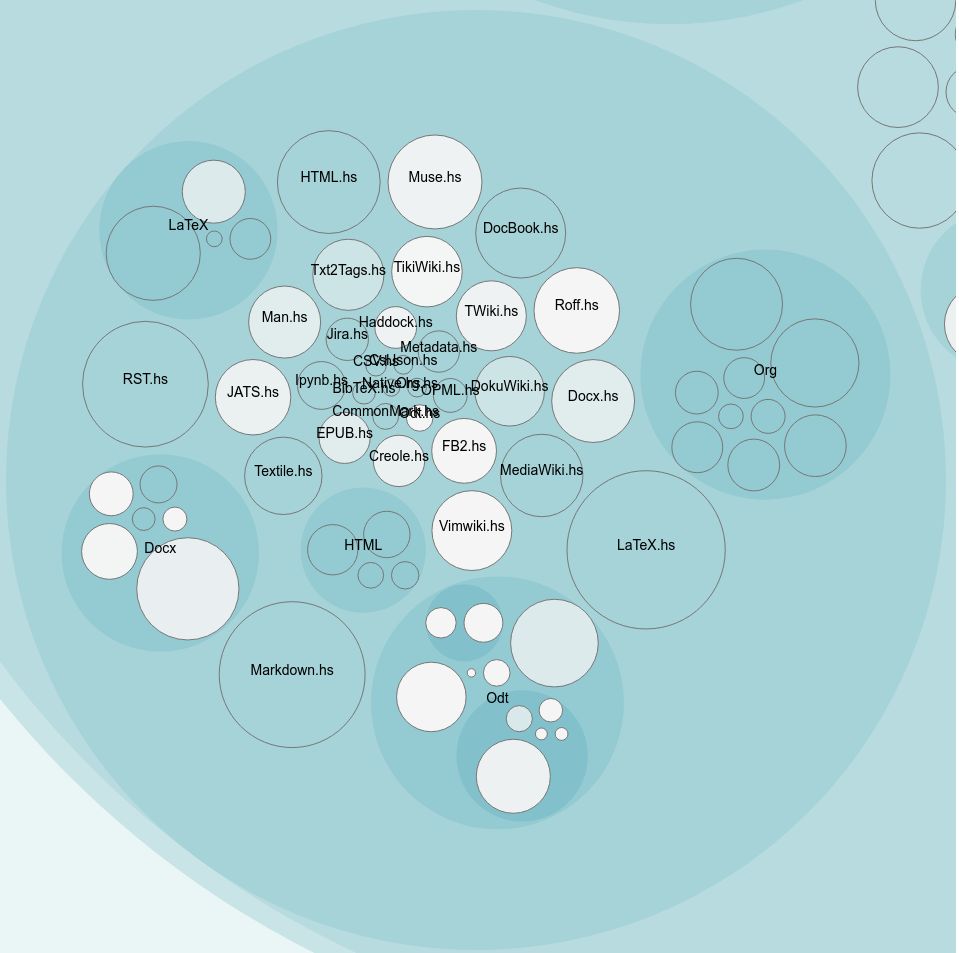 HTML.hs
Muse.hs
LaTeX
DocBook.hs
Txt2Tags.hs
TikiWiki.hs
Man.hs
Haddock.hs
TWiki.hs
Roff.hs
Jira.hs
Metadata.hs
CSV.hs
CslJson.hs
Org
RST.hs
Ipynb.hs
Native.hs
Org.hs
JATS.hs
BibTeX.hs
OPML.hs
DokuWiki.hs
Docx.hs
CommonMark.hs
Odt.hs
EPUB.hs
Creole.hs
FB2.hs
Textile.hs
MediaWiki.hs
Vimwiki.hs
HTML
LaTeX.hs
Docx
Markdown.hs
Odt